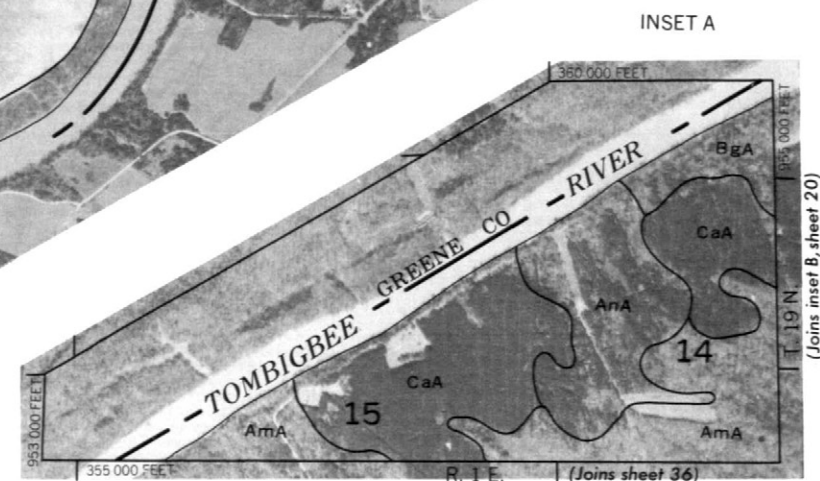 INSET A
360 000 FEET
955 000 FEET
BgA
RIVER
CaA
(Joins inset B, sheet 20)
GREENE CO
AnA
T. 19 N.
14
TOMBIGBEE
CaA
15
AmA
AmA
953 000 FEET
355 000 FEET
R. 1 E.
(Joins sheet 36)